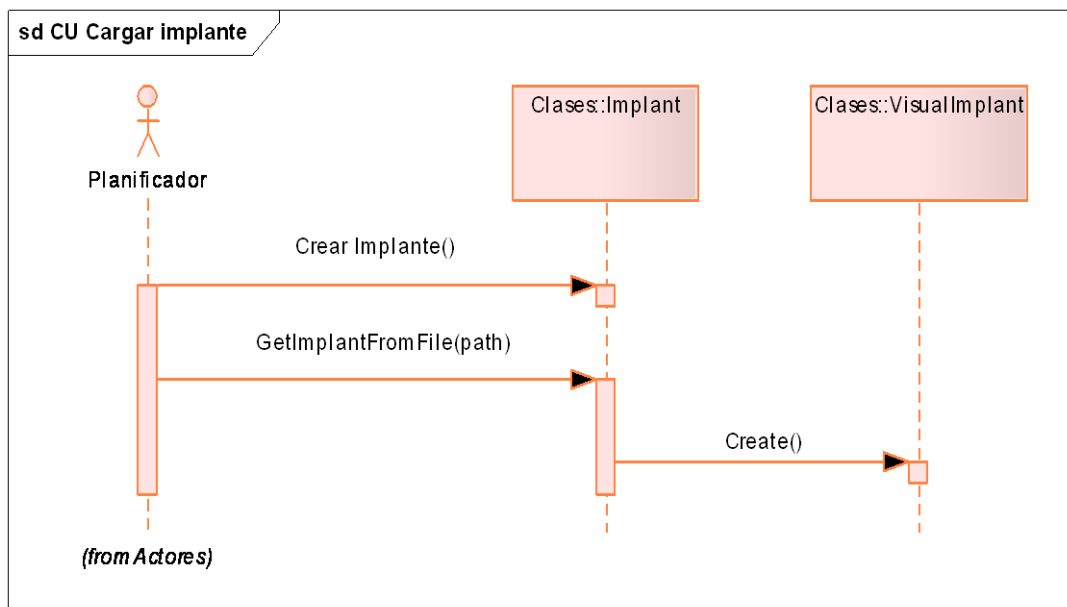 sd CU Cargar implante
Planificador
Clases::Implant
Clases::VisualImplant
Crear Implante()
GetImplantFromFile(path)
Create()
(from Actores)